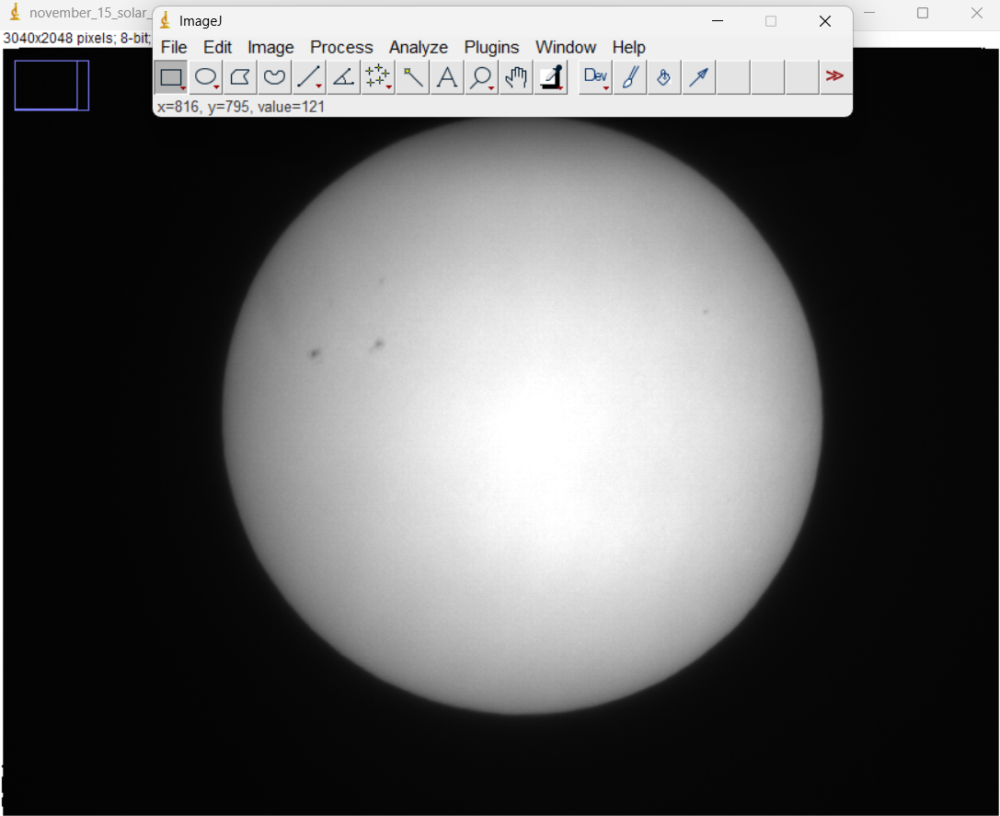 november_15_solar_
ImageJ
3040x2048 pixels; 8-bit;
File Edit Image Process Analyze Plugins Window Help
A Dev >>
x=816, y=795, value=121